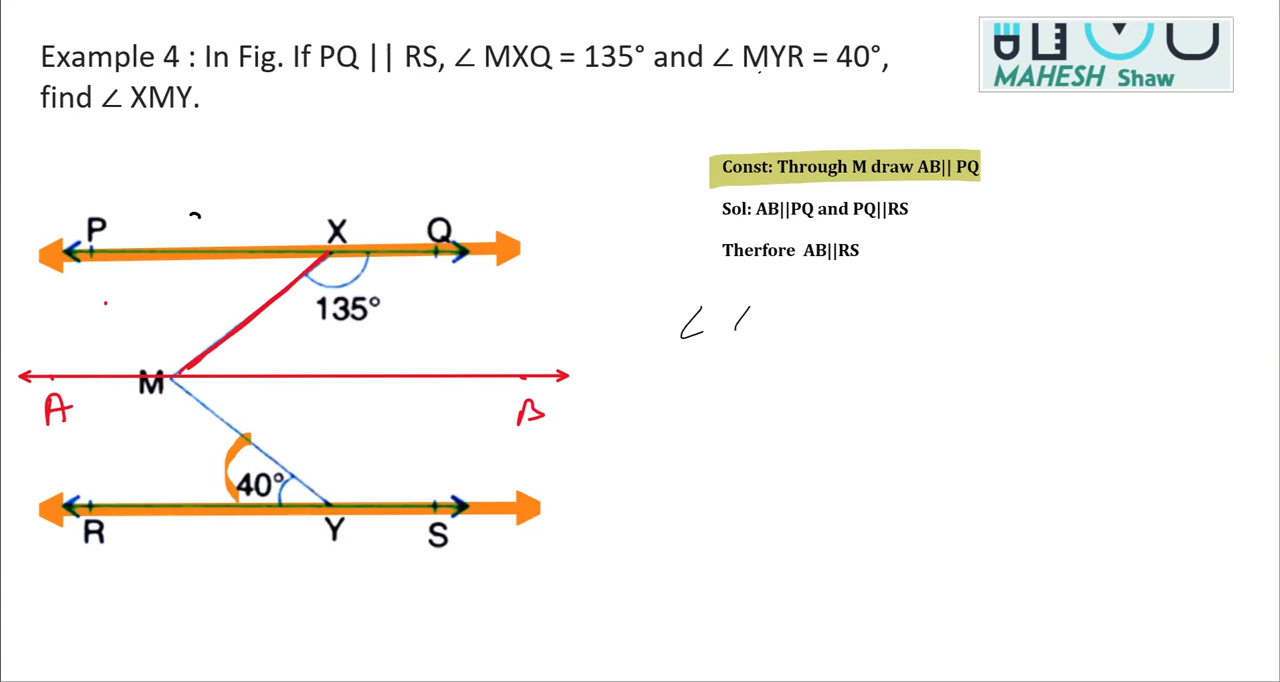 Example 4 : In Fig. If PQ || RS, ∠ MXQ = 135° and ∠ MYR = 40°,
find ∠ XMY.
MAHESH Shaw
Const: Through M draw AB|| PQ
Sol: AB||PQ and PQ||RS
Therfore AB||RS
P X Q
135°
∠
M
A B
40°
R Y S